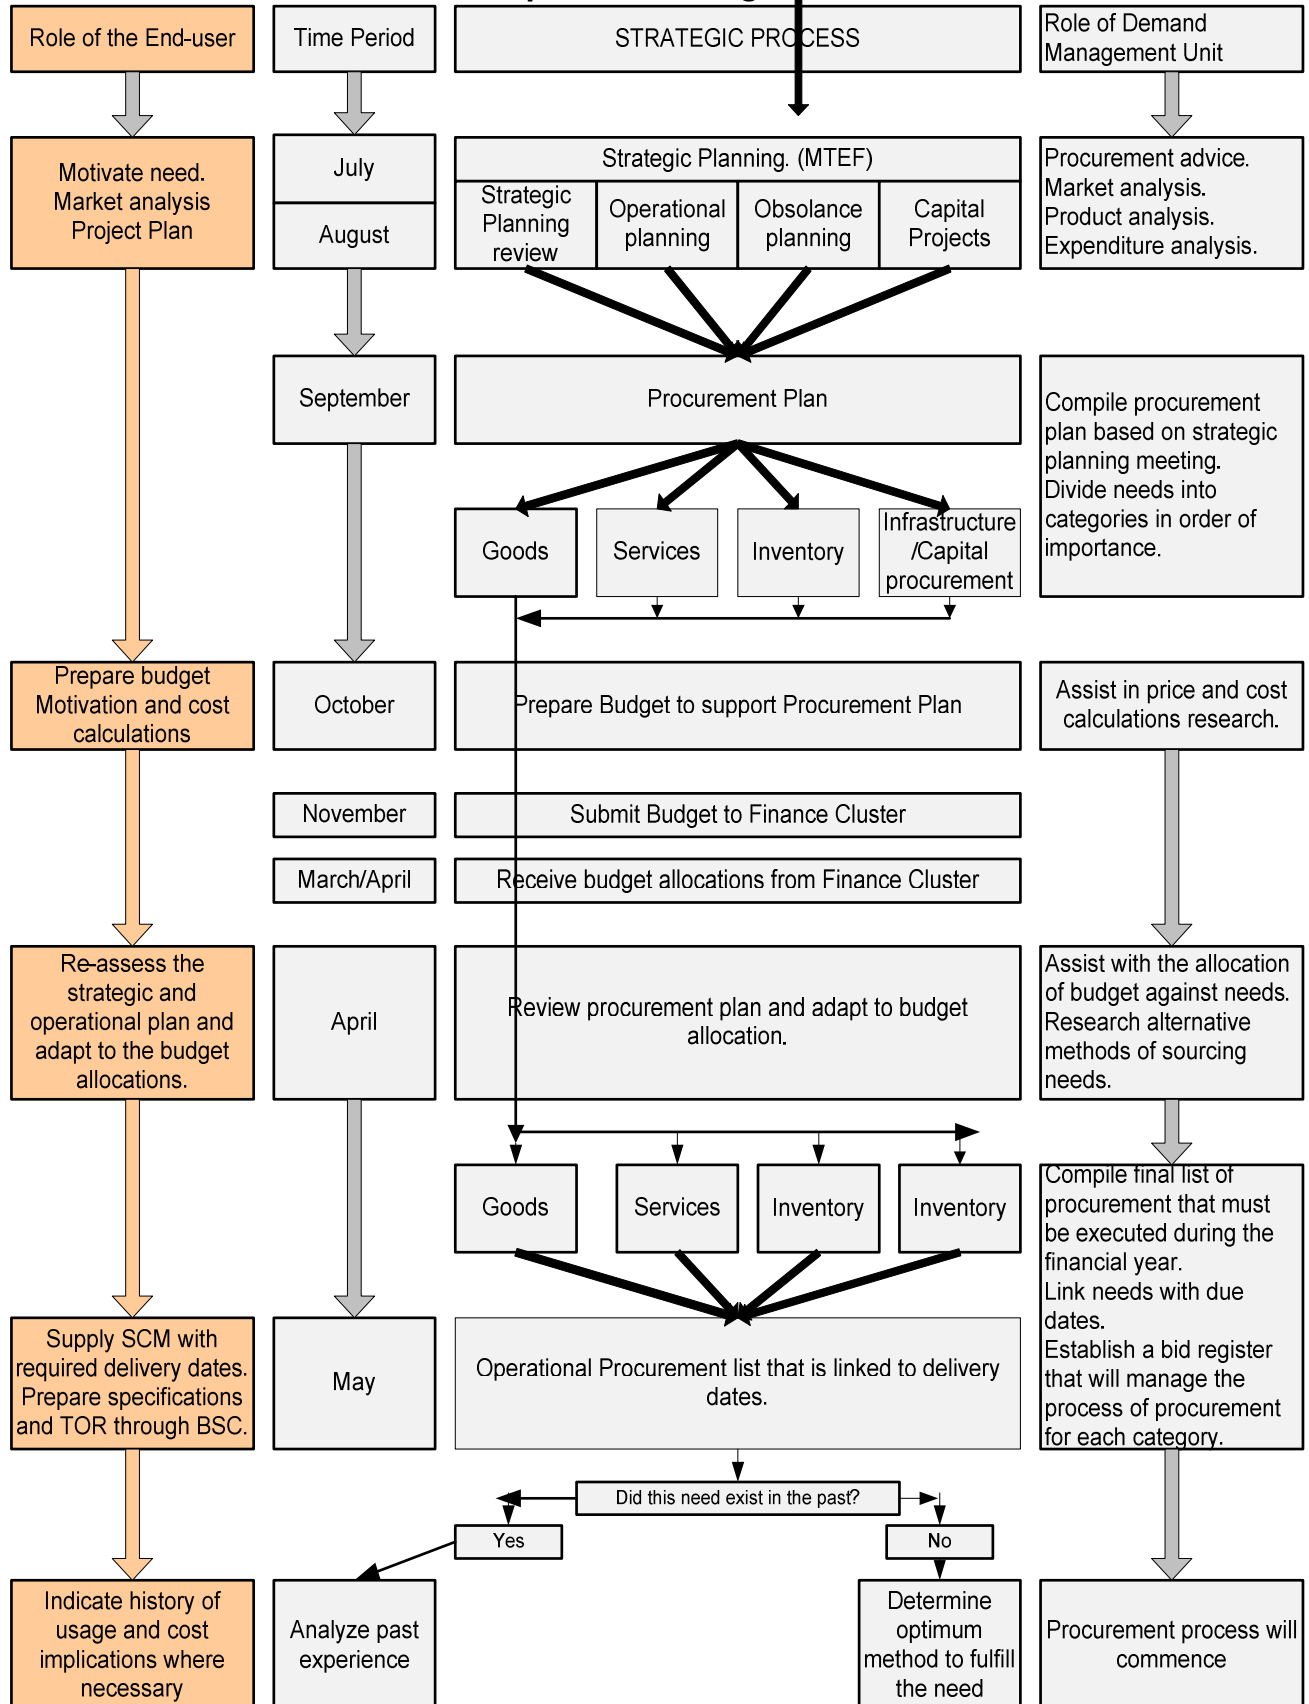 Role of the End-user
Time Period
STRATEGIC PROCESS
Role of Demand
Management Unit
Motivate need.
Market analysis
Project Plan
July
August
Strategic Planning. (MTEF)
Strategic
Planning
review
Operational
planning
Obsolance
planning
Capital
Projects
Procurement advice.
Market analysis.
Product analysis.
Expenditure analysis.
September
Procurement Plan
Compile procurement
plan based on strategic
planning meeting.
Divide needs into
categories in order of
importance.
Goods
Services
Inventory
Infrastructure
/Capital
procurement
Prepare budget
Motivation and cost
calculations
October
Prepare Budget to support Procurement Plan
Assist in price and cost
calculations research.
November
Submit Budget to Finance Cluster
March/April
Receive budget allocations from Finance Cluster
Re-assess the
strategic and
operational plan and
adapt to the budget
allocations.
April
Review procurement plan and adapt to budget
allocation.
Assist with the allocation
of budget against needs.
Research alternative
methods of sourcing
needs.
Goods
Services
Inventory
Inventory
Compile final list of
procurement that must
be executed during the
financial year.
Link needs with due
dates.
Establish a bid register
that will manage the
process of procurement
for each category.
Supply SCM with
required delivery dates.
Prepare specifications
and TOR through BSC.
May
Operational Procurement list that is linked to delivery
dates.
Did this need exist in the past?
Yes
No
Indicate history of
usage and cost
implications where
necessary
Analyze past
experience
Determine
optimum
method to fulfill
the need
Procurement process will
commence